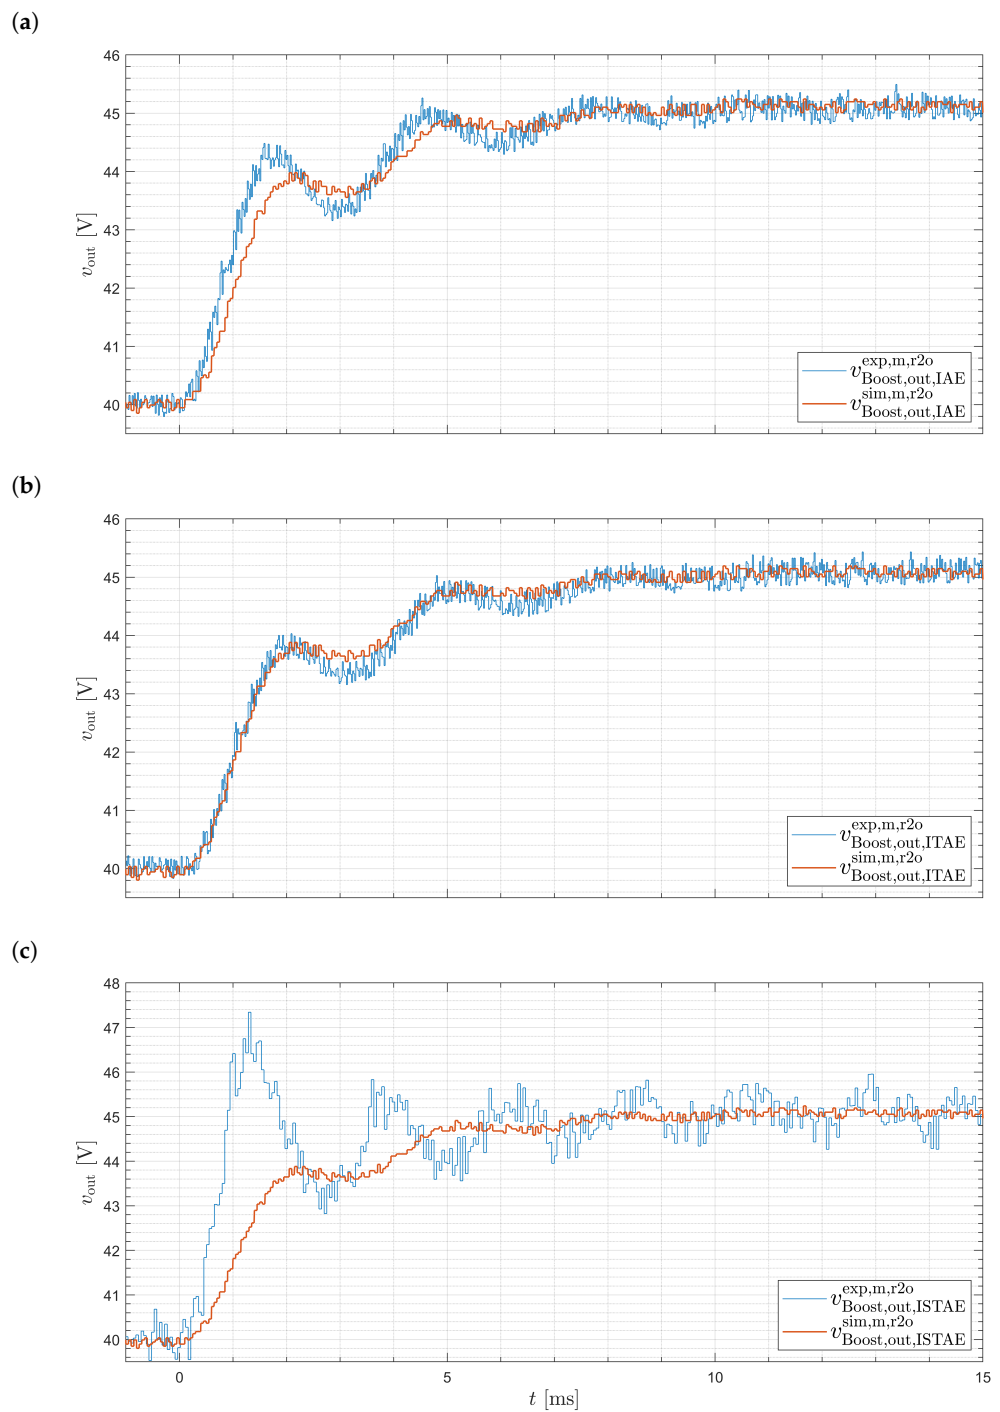 (a)
46
45
44
43
42
41
40
v_out [V]
v^exp,m,r2o_Boost,out,IAE
v^sim,m,r2o_Boost,out,IAE
(b)
46
45
44
43
42
41
40
v_out [V]
v^exp,m,r2o_Boost,out,ITAE
v^sim,m,r2o_Boost,out,ITAE
(c)
48
47
46
45
44
43
42
41
40
v_out [V]
v^exp,m,r2o_Boost,out,ISTAE
v^sim,m,r2o_Boost,out,ISTAE
0 5 10 15
t [ms]